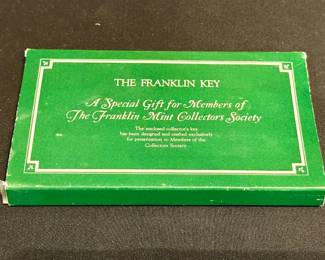 THE FRANKLIN KEY
A Special Gift for Members of
The Franklin Mint Collectors Society
The enclosed collector's key
has been designed and crafted exclusively
for presentation to Members of the
Collectors Society